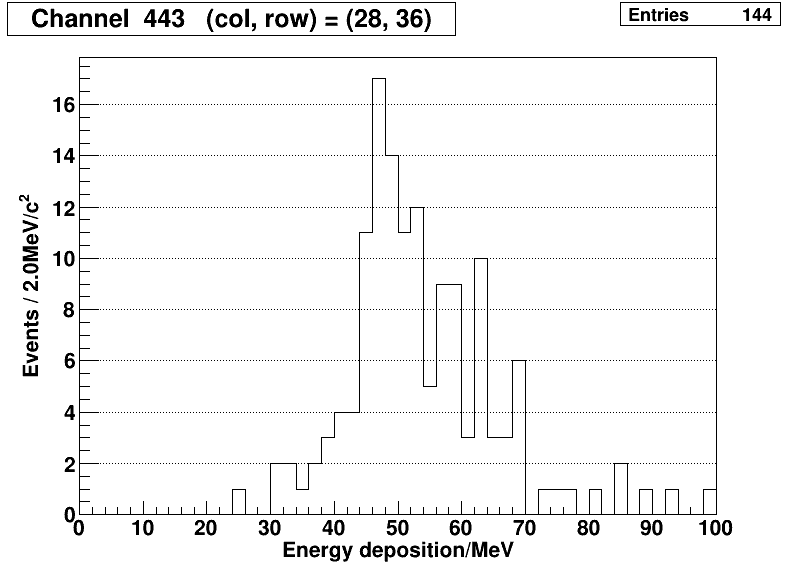 Channel 443 (col, row) = (28, 36)
Entries 144
Events / 2.0MeV/c²
16
14
12
10
8
6
4
2
0
0 10 20 30 40 50 60 70 80 90 100
Energy deposition/MeV